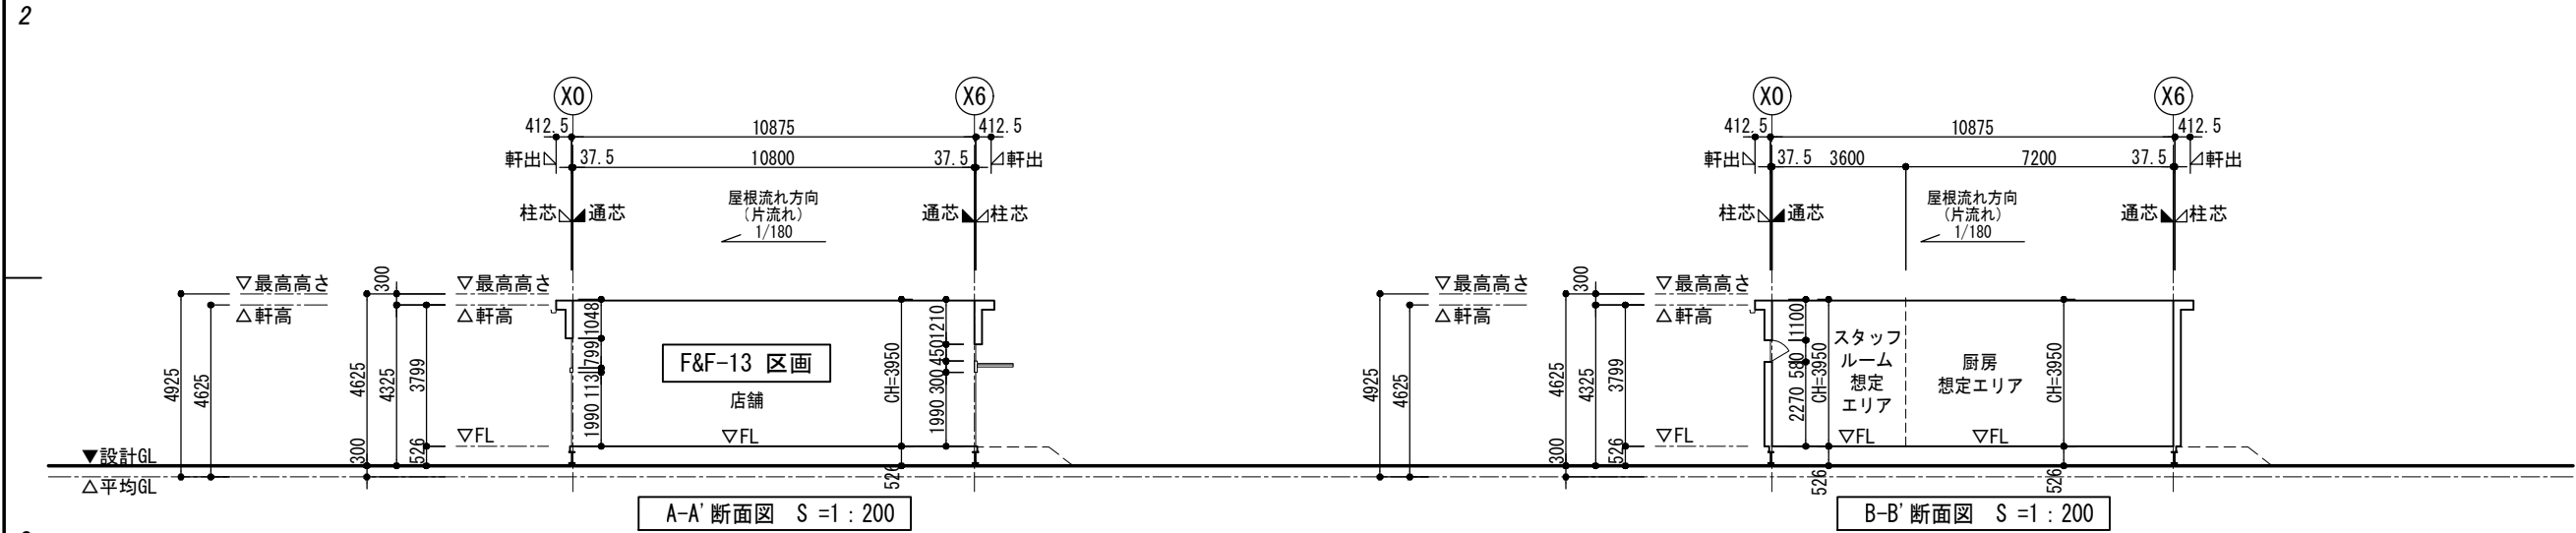 2
X0 X6
412.5 10875 412.5
軒出 37.5 10800 37.5 軒出
屋根流れ方向
(片流れ)
1/180
柱芯 通芯 通芯 柱芯
▽最高高さ 300 ▽最高高さ
△軒高 △軒高
4925 4625 4625 4325 3799
300 526
1048 799 113 1990
F&F-13 区画
店舗
CH=3950
1210 450 300 1990
▽FL ▽FL
526
▼設計GL
△平均GL
A-A'断面図 S =1 : 200
X0 X6
412.5 10875 412.5
軒出 37.5 3600 7200 37.5 軒出
屋根流れ方向
(片流れ)
1/180
柱芯 通芯 通芯 柱芯
▽最高高さ 300 ▽最高高さ
△軒高 △軒高
4925 4625 4625 4325 3799
300 526
1100 580 2270
CH=3950
スタッフ
ルーム
想定
エリア
厨房
想定エリア
CH=3950
▽FL ▽FL ▽FL
526 526
B-B'断面図 S =1 : 200